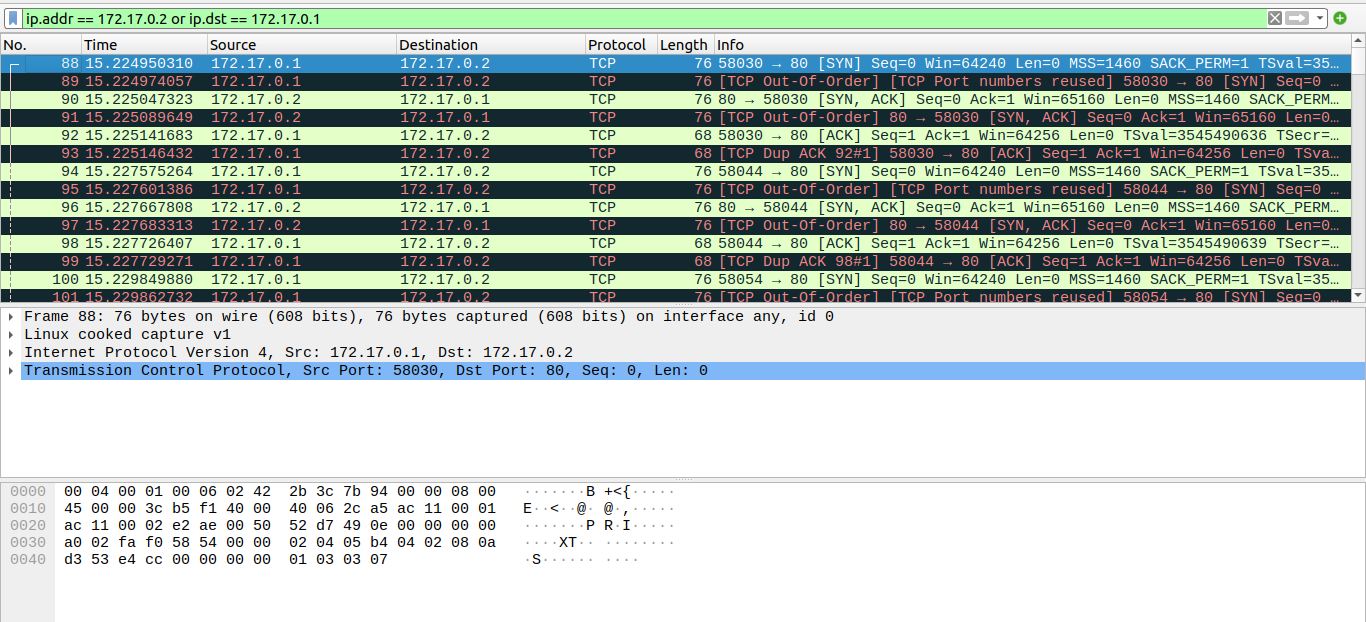 ip.addr == 172.17.0.2 or ip.dst == 172.17.0.1
No. Time Source Destination Protocol Length Info
88 15.224950310 172.17.0.1 172.17.0.2 TCP 76 58030 → 80 [SYN] Seq=0 Win=64240 Len=0 MSS=1460 SACK_PERM=1 TSval=35…
89 15.224974057 172.17.0.1 172.17.0.2 TCP 76 [TCP Out-Of-Order] [TCP Port numbers reused] 58030 → 80 [SYN] Seq=0 …
90 15.225047323 172.17.0.2 172.17.0.1 TCP 76 80 → 58030 [SYN, ACK] Seq=0 Ack=1 Win=65160 Len=0 MSS=1460 SACK_PERM…
91 15.225089649 172.17.0.2 172.17.0.1 TCP 76 [TCP Out-Of-Order] 80 → 58030 [SYN, ACK] Seq=0 Ack=1 Win=65160 Len=0…
92 15.225141683 172.17.0.1 172.17.0.2 TCP 68 58030 → 80 [ACK] Seq=1 Ack=1 Win=64256 Len=0 TSval=3545490636 TSecr=…
93 15.225146432 172.17.0.1 172.17.0.2 TCP 68 [TCP Dup ACK 92#1] 58030 → 80 [ACK] Seq=1 Ack=1 Win=64256 Len=0 TSva…
94 15.227575264 172.17.0.1 172.17.0.2 TCP 76 58044 → 80 [SYN] Seq=0 Win=64240 Len=0 MSS=1460 SACK_PERM=1 TSval=35…
95 15.227601386 172.17.0.1 172.17.0.2 TCP 76 [TCP Out-Of-Order] [TCP Port numbers reused] 58044 → 80 [SYN] Seq=0 …
96 15.227667808 172.17.0.2 172.17.0.1 TCP 76 80 → 58044 [SYN, ACK] Seq=0 Ack=1 Win=65160 Len=0 MSS=1460 SACK_PERM…
97 15.227683313 172.17.0.2 172.17.0.1 TCP 76 [TCP Out-Of-Order] 80 → 58044 [SYN, ACK] Seq=0 Ack=1 Win=65160 Len=0…
98 15.227726407 172.17.0.1 172.17.0.2 TCP 68 58044 → 80 [ACK] Seq=1 Ack=1 Win=64256 Len=0 TSval=3545490639 TSecr=…
99 15.227729271 172.17.0.1 172.17.0.2 TCP 68 [TCP Dup ACK 98#1] 58044 → 80 [ACK] Seq=1 Ack=1 Win=64256 Len=0 TSva…
100 15.229849880 172.17.0.1 172.17.0.2 TCP 76 58054 → 80 [SYN] Seq=0 Win=64240 Len=0 MSS=1460 SACK_PERM=1 TSval=35…
101 15.229862732 172.17.0.1 172.17.0.2 TCP 76 [TCP Out-Of-Order] [TCP Port numbers reused] 58054 → 80 [SYN] Seq=0 …
Frame 88: 76 bytes on wire (608 bits), 76 bytes captured (608 bits) on interface any, id 0
Linux cooked capture v1
Internet Protocol Version 4, Src: 172.17.0.1, Dst: 172.17.0.2
Transmission Control Protocol, Src Port: 58030, Dst Port: 80, Seq: 0, Len: 0
0000 00 04 00 01 00 06 02 42 2b 3c 7b 94 00 00 08 00 ·······B +<{·····
0010 45 00 00 3c b5 f1 40 00 40 06 2c a5 ac 11 00 01 E··<··@· @·,·····
0020 ac 11 00 02 e2 ae 00 50 52 d7 49 0e 00 00 00 00 ·······P R·I·····
0030 a0 02 fa f0 58 54 00 00 02 04 05 b4 04 02 08 0a ····XT·· ········
0040 d3 53 e4 cc 00 00 00 00 01 03 03 07 ·S······ ····